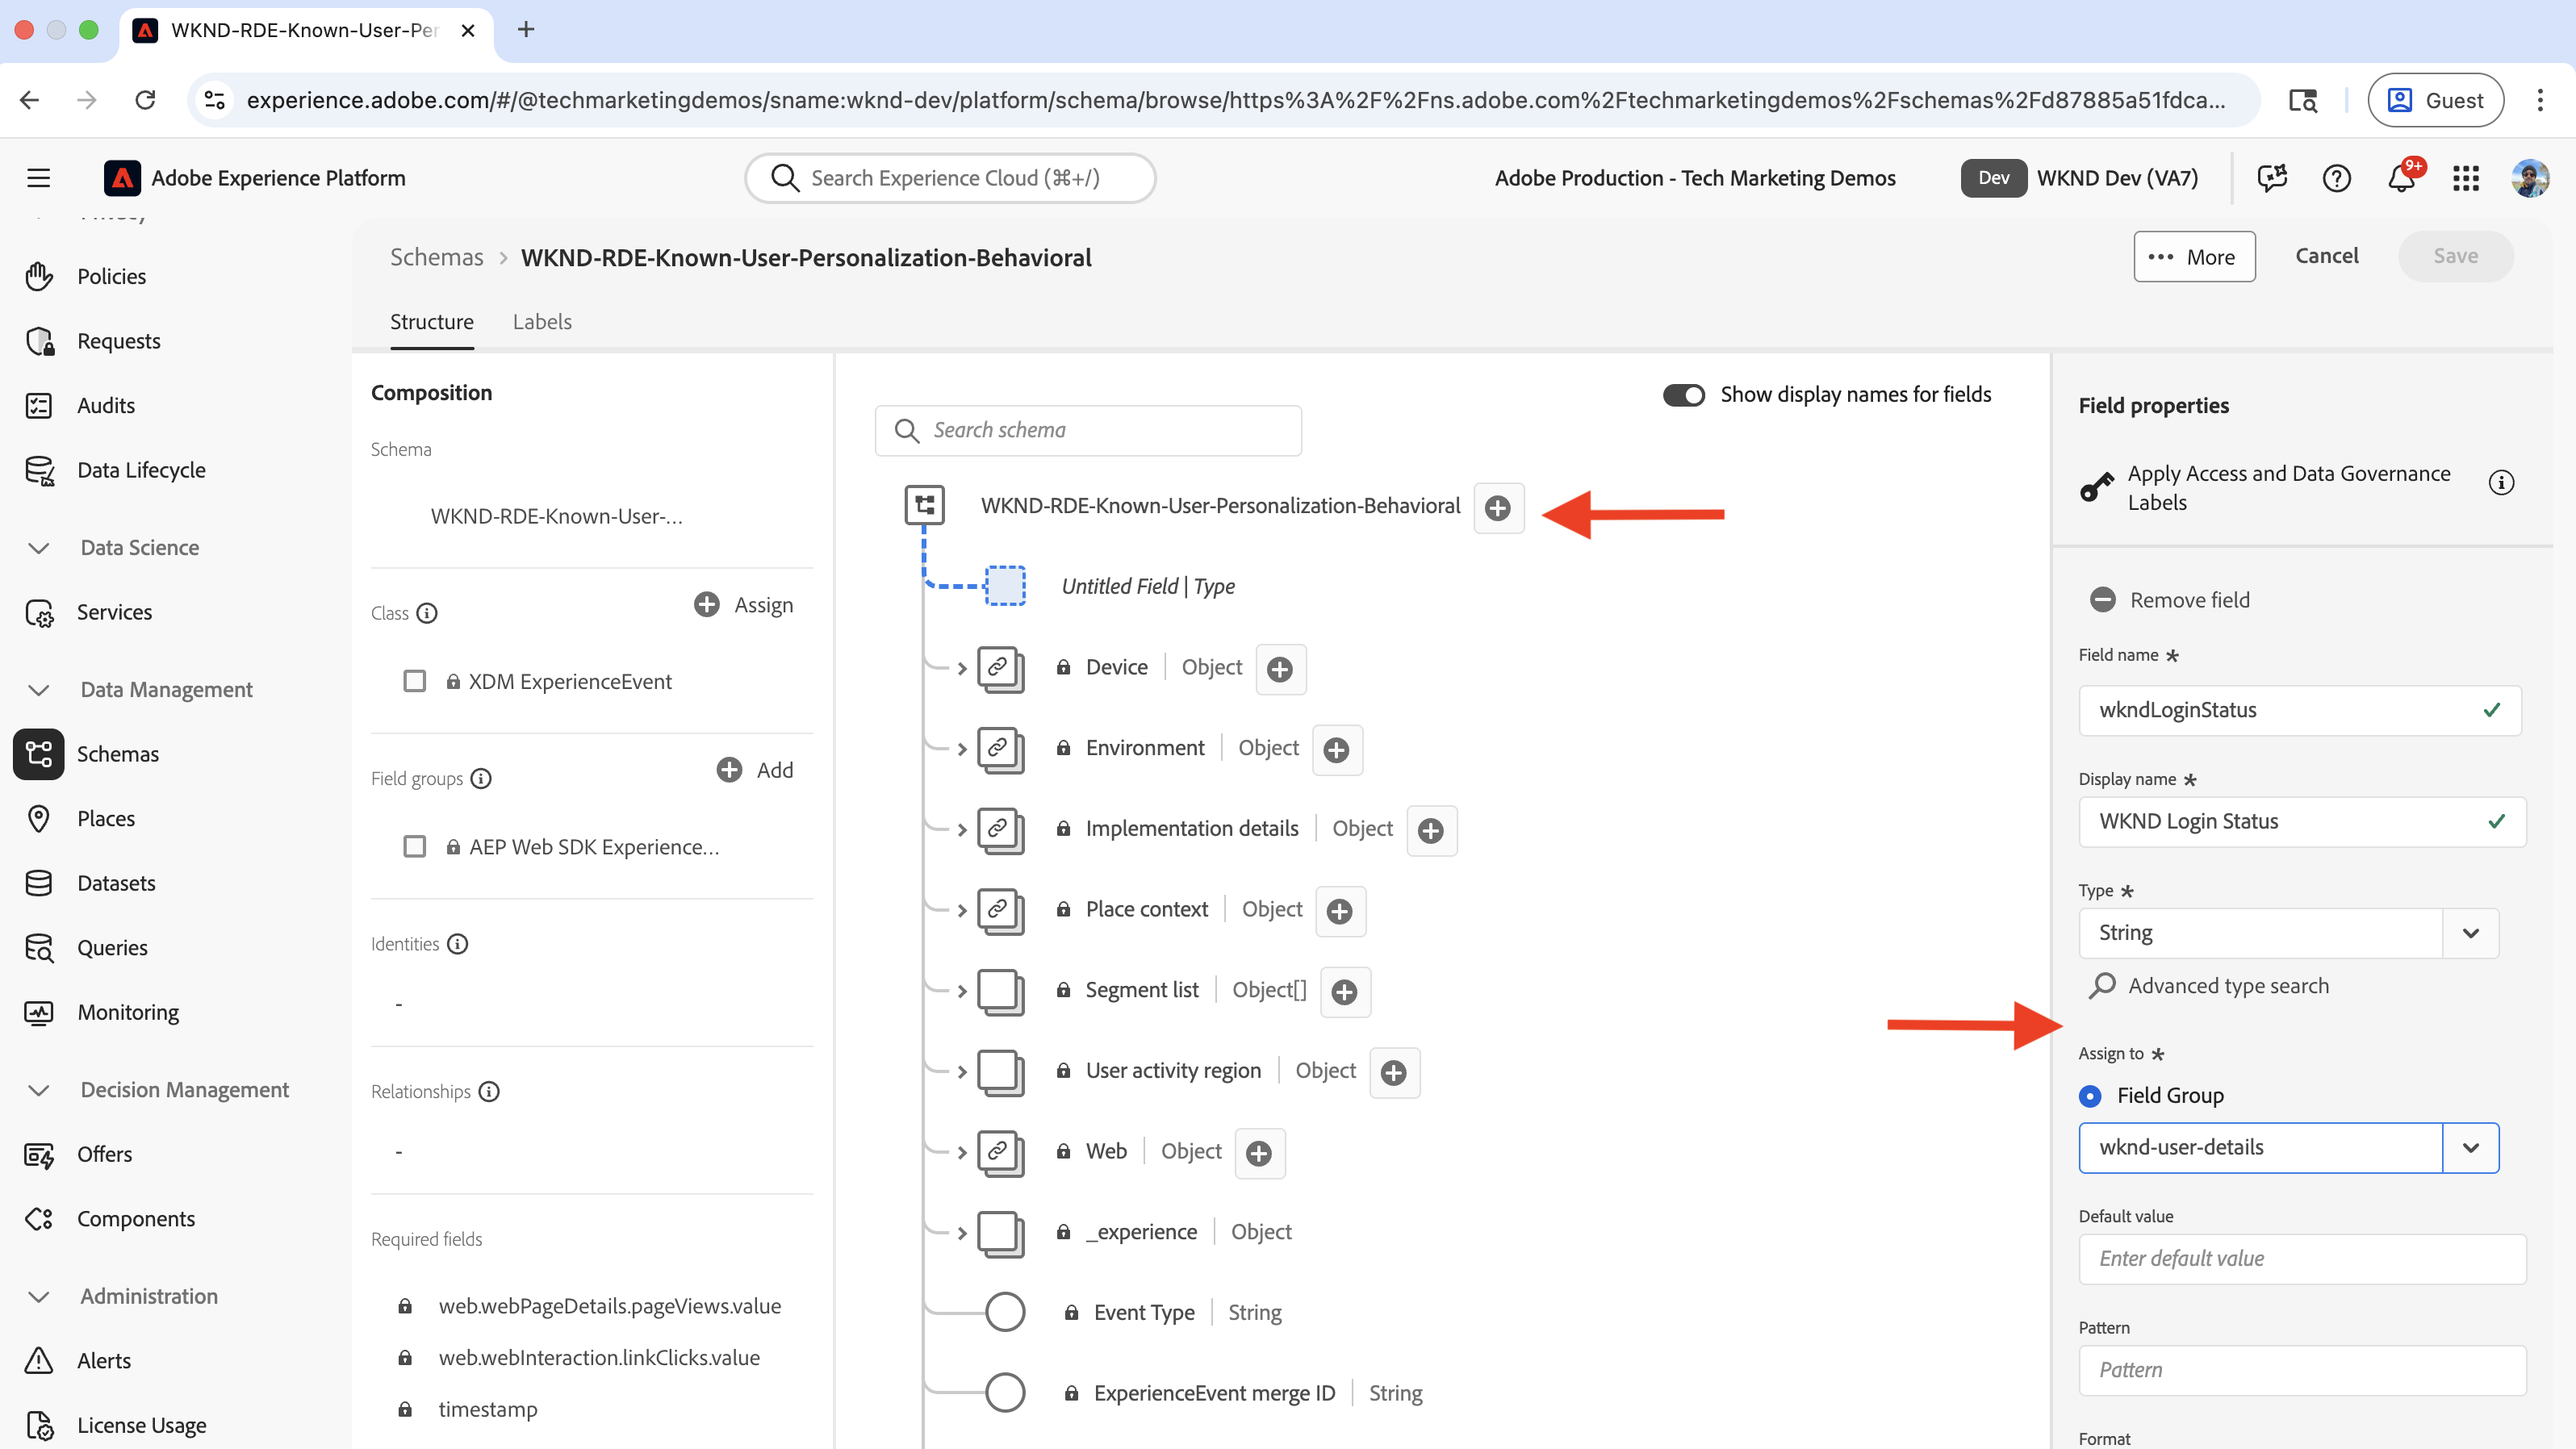 WKND-RDE-Known-User-Per
experience.adobe.com/#/@techmarketingdemos/sname:wknd-dev/platform/schema/browse/https%3A%2F%2Fns.adobe.com%2Ftechmarketingdemos%2Fschemas%2Fd87885a51fdca...
Guest
Adobe Experience Platform
Search Experience Cloud (⌘+/)
Adobe Production - Tech Marketing Demos
Dev
WKND Dev (VA7)
9+
Privacy
Policies
Requests
Audits
Data Lifecycle
Data Science
Services
Data Management
Schemas
Places
Datasets
Queries
Monitoring
Decision Management
Offers
Components
Administration
Alerts
License Usage
Schemas > WKND-RDE-Known-User-Personalization-Behavioral
More
Cancel
Save
Structure
Labels
Composition
Schema
WKND-RDE-Known-User-...
Class
Assign
XDM ExperienceEvent
Field groups
Add
AEP Web SDK Experience...
Identities
-
Relationships
-
Required fields
web.webPageDetails.pageViews.value
web.webInteraction.linkClicks.value
timestamp
Show display names for fields
Search schema
WKND-RDE-Known-User-Personalization-Behavioral
Untitled Field | Type
Device | Object
Environment | Object
Implementation details | Object
Place context | Object
Segment list | Object[]
User activity region | Object
Web | Object
_experience | Object
Event Type | String
ExperienceEvent merge ID | String
Field properties
Apply Access and Data Governance
Labels
Remove field
Field name *
wkndLoginStatus
Display name *
WKND Login Status
Type *
String
Advanced type search
Assign to *
Field Group
wknd-user-details
Default value
Enter default value
Pattern
Pattern
Format